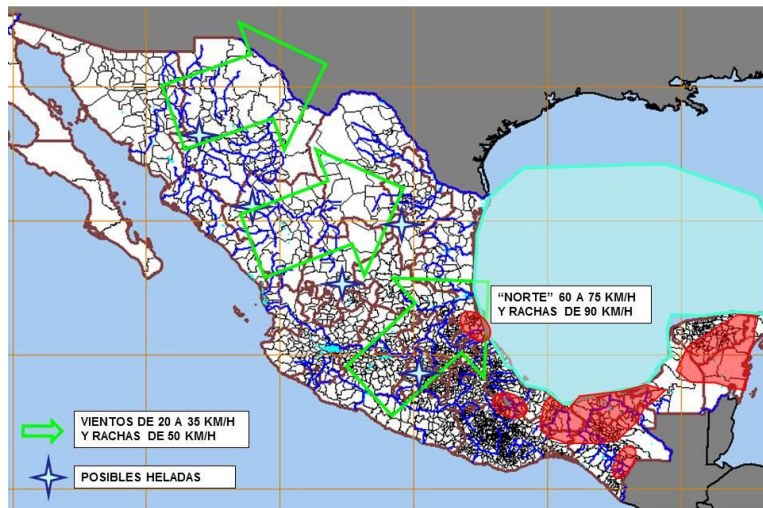 “NORTE” 60 A 75 KM/H
Y RACHAS DE 90 KM/H
VIENTOS DE 20 A 35 KM/H
Y RACHAS DE 50 KM/H
POSIBLES HELADAS